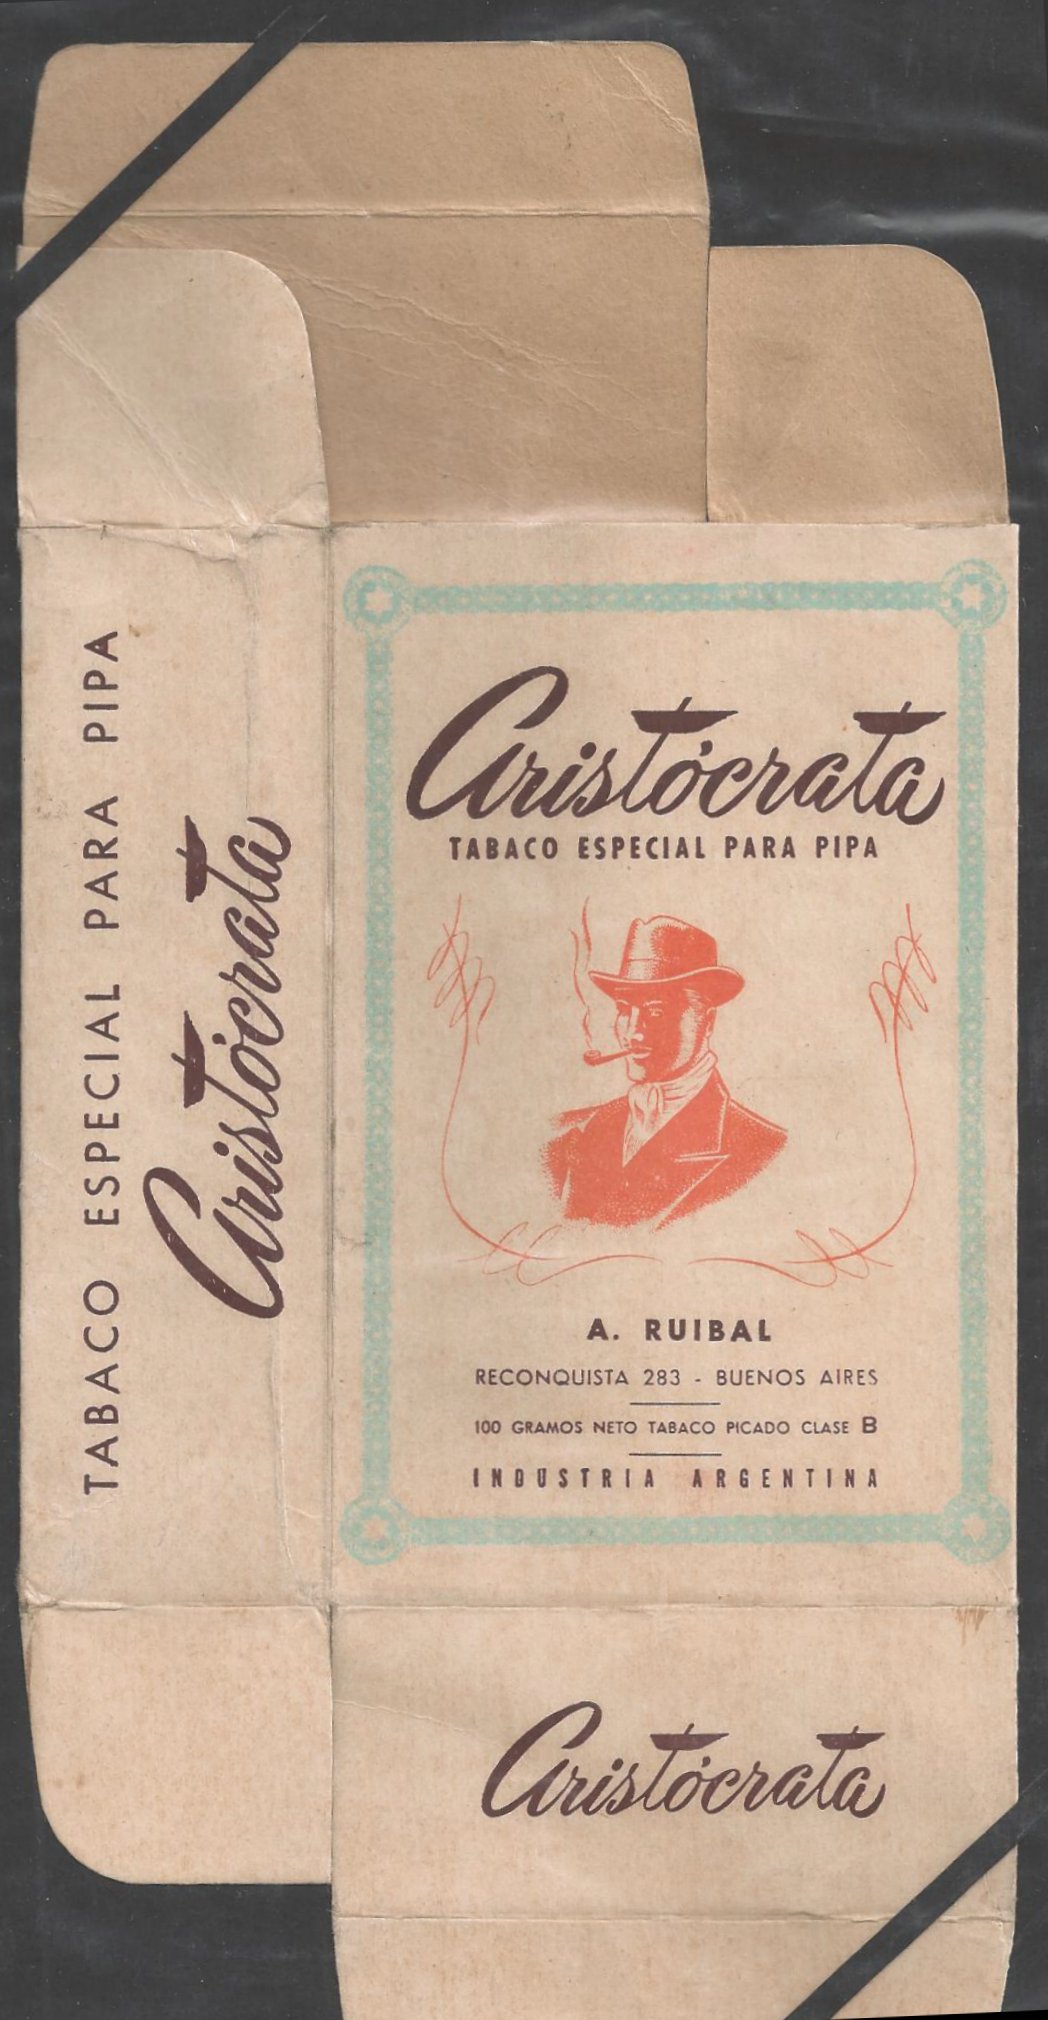 Aristócrata
TABACO ESPECIAL PARA PIPA
A. RUIBAL
RECONQUISTA 283 - BUENOS AIRES
100 GRAMOS NETO TABACO PICADO CLASE B
INDUSTRIA ARGENTINA
TABACO ESPECIAL PARA PIPA
Aristócrata
Aristócrata